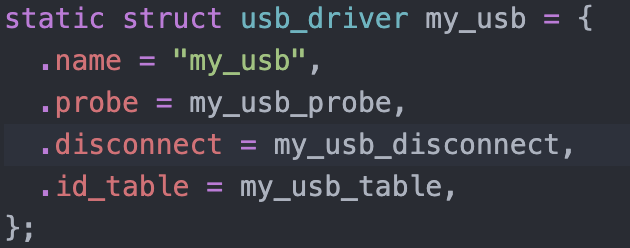 static struct usb_driver my_usb = {
  .name = "my_usb",
  .probe = my_usb_probe,
  .disconnect = my_usb_disconnect,
  .id_table = my_usb_table,
};